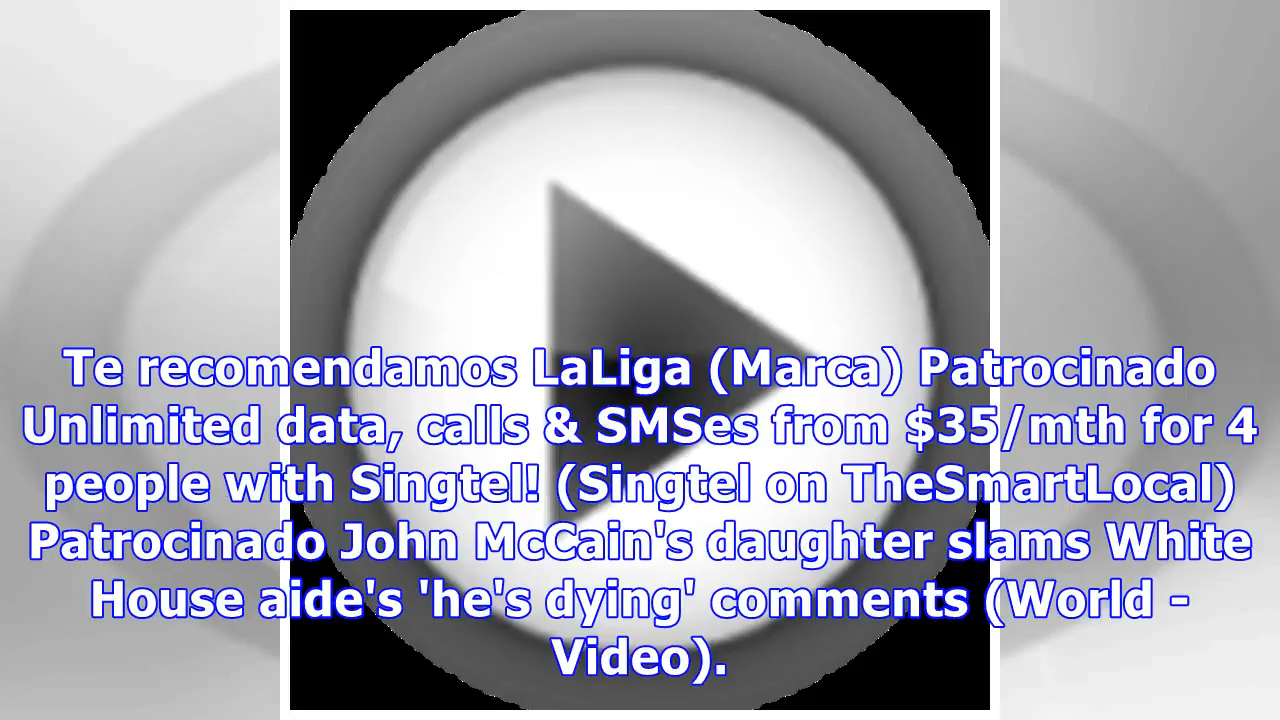 Te recomendamos LaLiga (Marca) Patrocinado
Unlimited data, calls & SMSes from $35/mth for 4
people with Singtel! (Singtel on TheSmartLocal)
Patrocinado John McCain's daughter slams White
House aide's 'he's dying' comments (World -
Video).